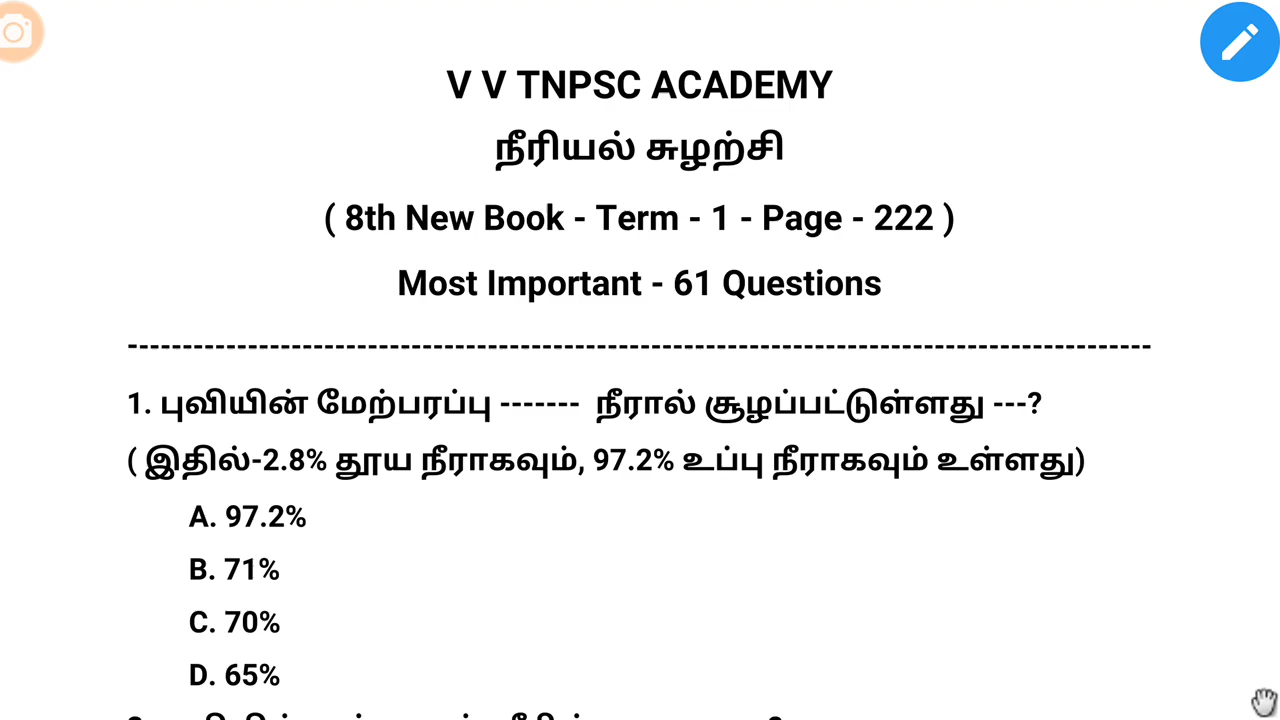 V V TNPSC ACADEMY
நீரியல் சுழற்சி
( 8th New Book - Term - 1 - Page - 222 )
Most Important - 61 Questions
---------------------------------------------------------------------------------------------
1. புவியின் மேற்பரப்பு ------- நீரால் சூழப்பட்டுள்ளது ---?
( இதில்-2.8% தூய நீராகவும், 97.2% உப்பு நீராகவும் உள்ளது)
A. 97.2%
B. 71%
C. 70%
D. 65%